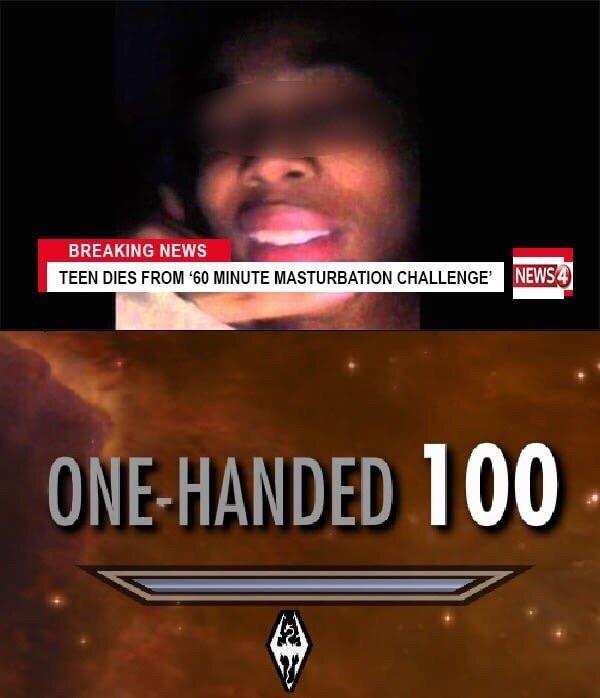 BREAKING NEWS
TEEN DIES FROM ‘60 MINUTE MASTURBATION CHALLENGE’ NEWS4
ONE-HANDED 100